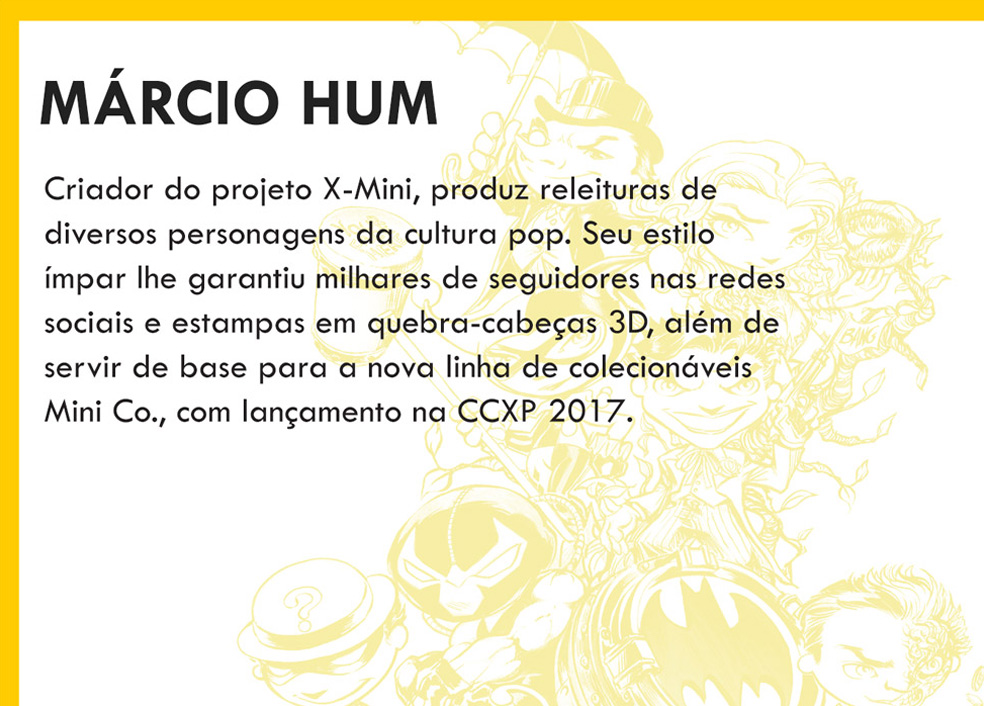 MÁRCIO HUM
Criador do projeto X-Mini, produz releituras de
diversos personagens da cultura pop. Seu estilo
ímpar lhe garantiu milhares de seguidores nas redes
sociais e estampas em quebra-cabeças 3D, além de
servir de base para a nova linha de colecionáveis
Mini Co., com lançamento na CCXP 2017.
?